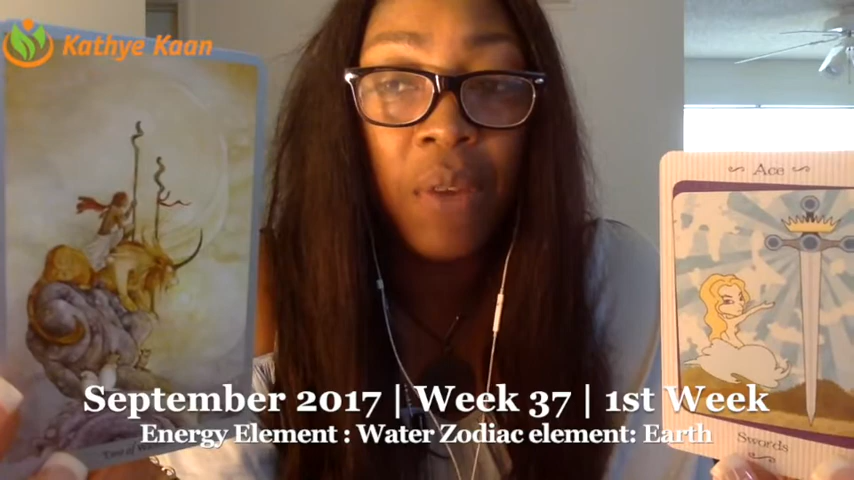 Kathye Kaan
Ace
September 2017 | Week 37 | 1st Week
Energy Element : Water Zodiac element: Earth
Swords